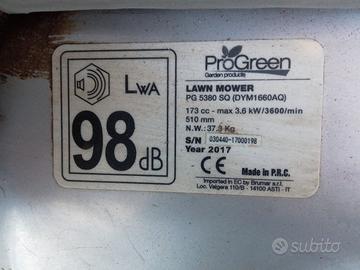 LWA
98 dB
ProGreen
Garden products
LAWN MOWER
PG 5380 SQ (DYM1660AQ)
173 cc - max 3.6 kW/3600/min
510 mm
N.W.: 37.3 Kg
S/N 030440-17000198
Year 2017
CE Made in P.R.C.
Imported in EC by Brumar s.r.l.
Loc. Valgera 110/B - 14100 ASTI - IT
subito